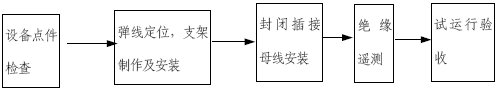 设备点件
检查
弹线定位，支架
制作及安装
封闭插接
母线安装
绝缘
遥测
试运行验
收